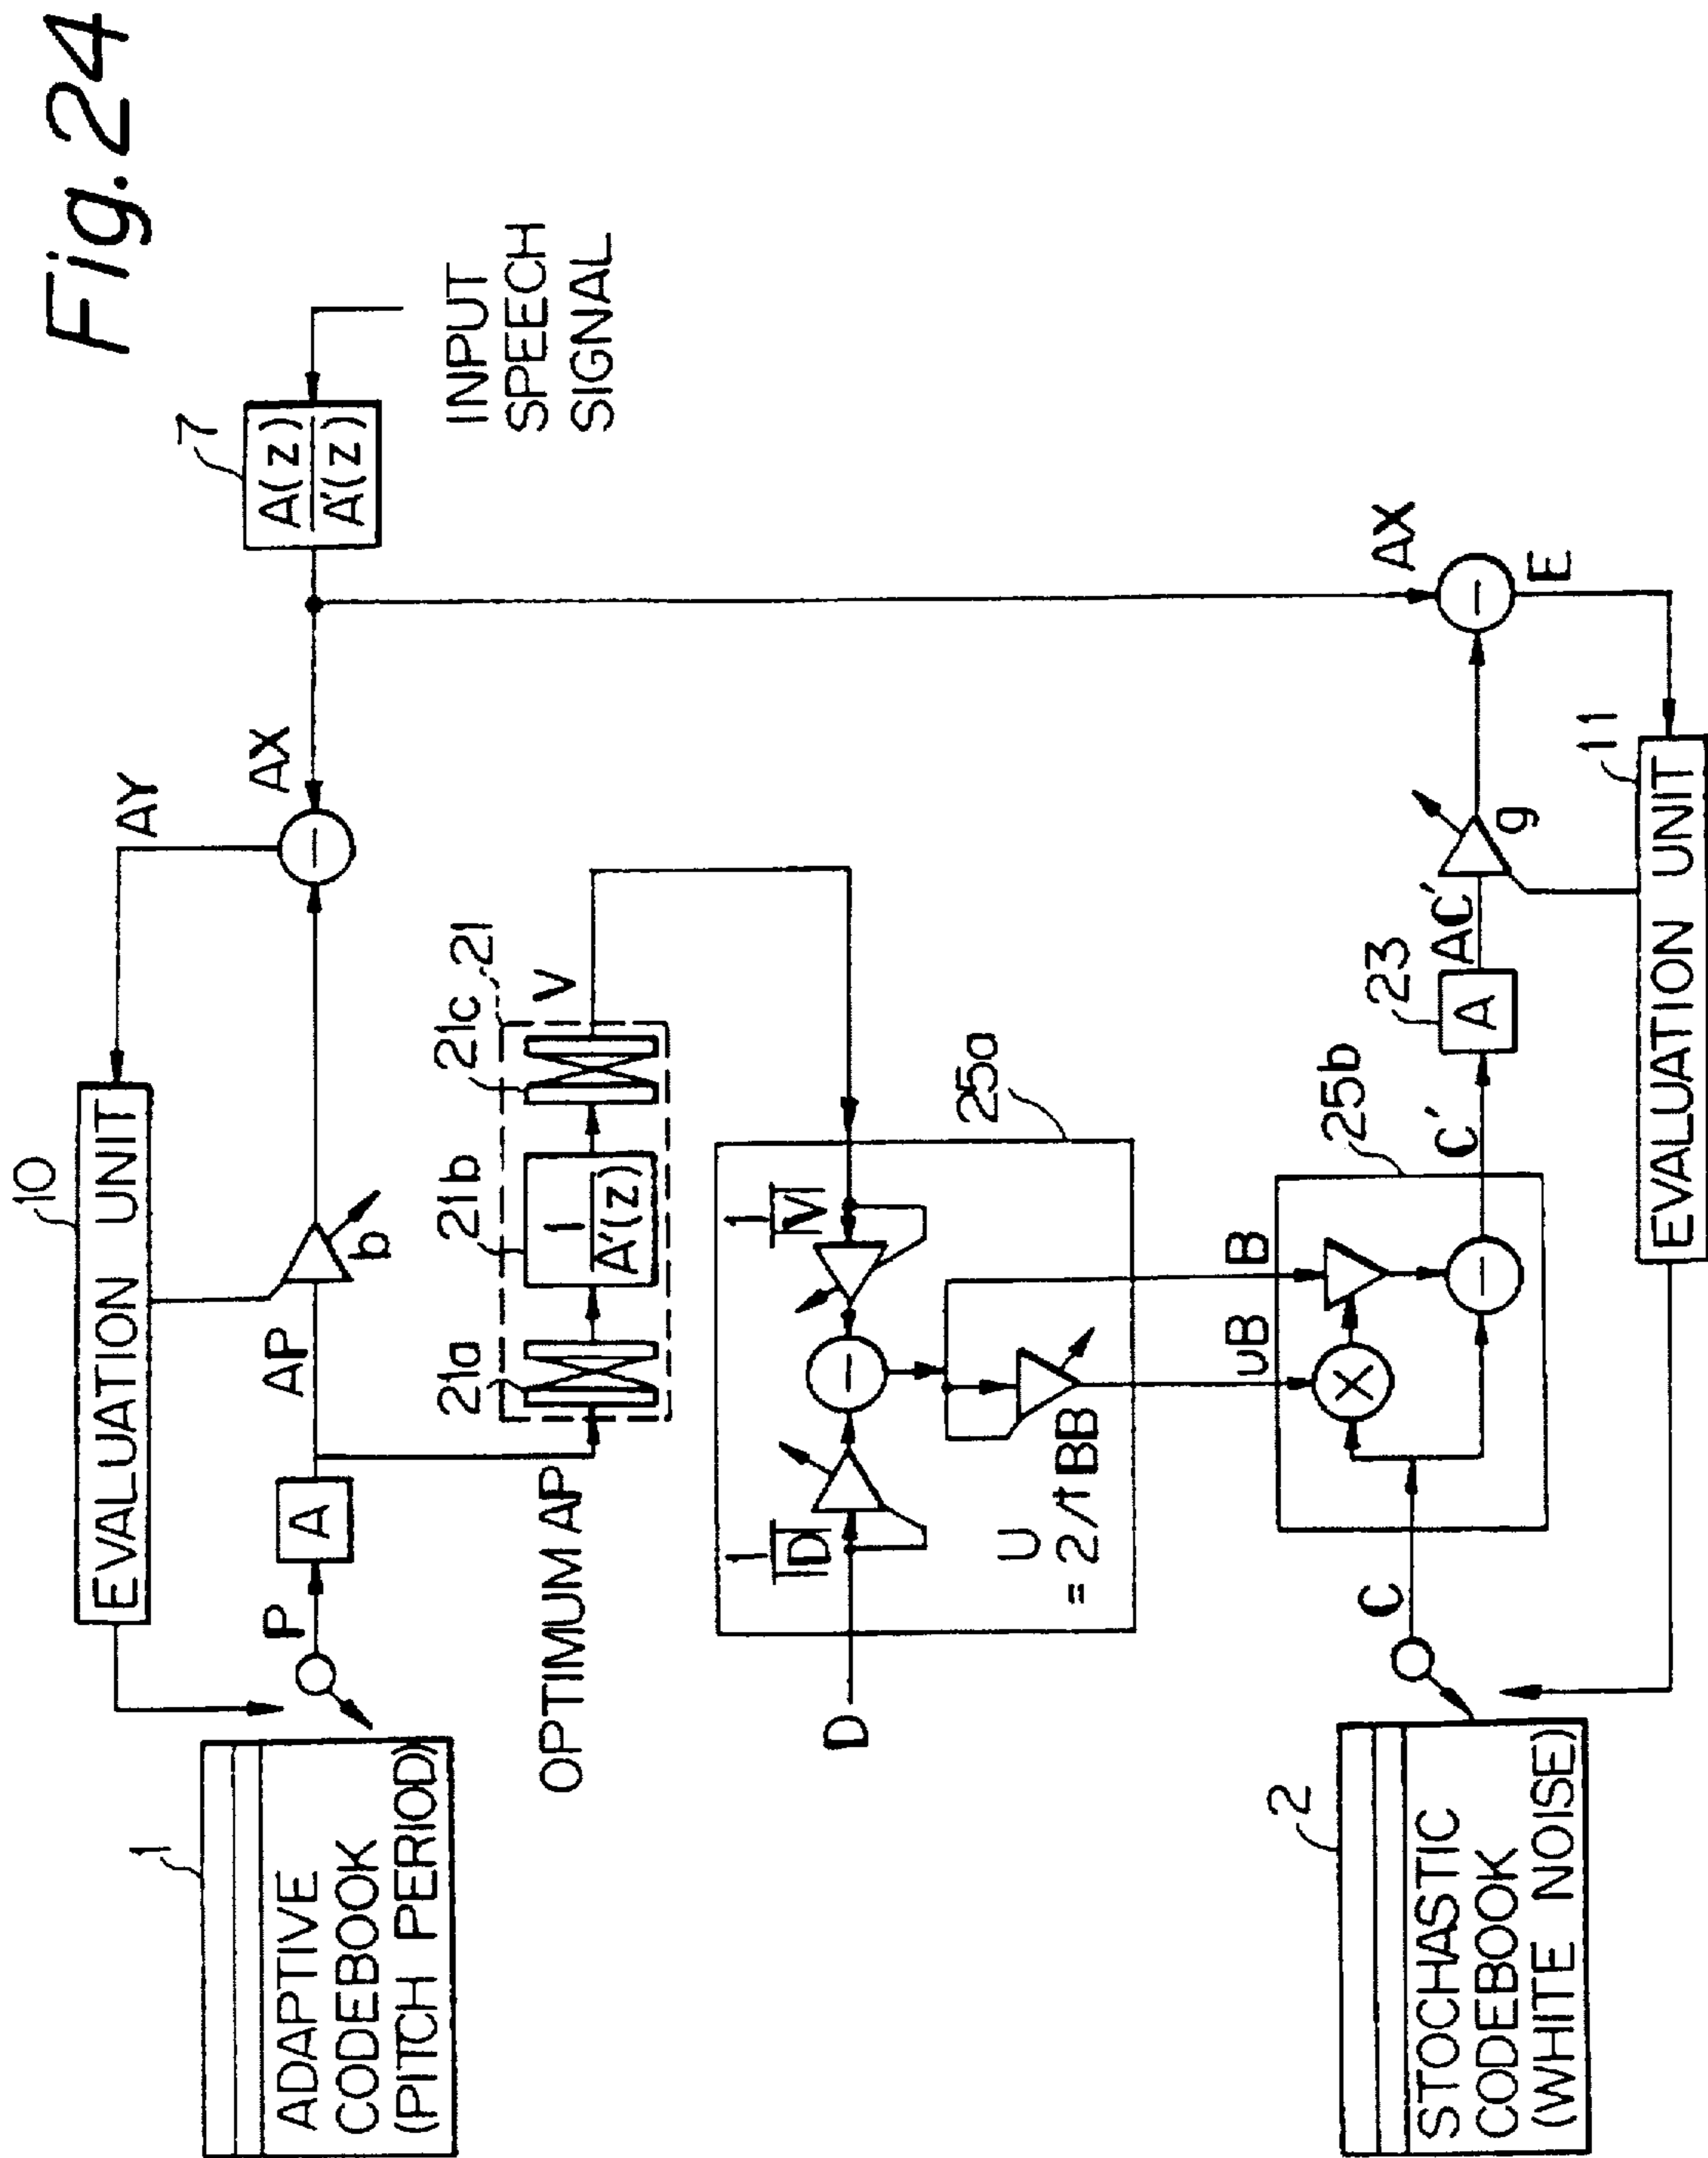 Fig. 24
1
ADAPTIVE
CODEBOOK
(PITCH PERIOD)
P
A
AP
b
10
EVALUATION UNIT
AY
AX
7
A(z)
A'(z)
INPUT
SPEECH
SIGNAL
OPTIMUM AP
21a
21b
1
A'(z)
21c
21
V
D
1
|D|
1
|V|
U
= 2/tBB
25a
uB
B
25b
2
STOCHASTIC
CODEBOOK
(WHITE NOISE)
C
C'
23
A
AC'
g
AX
E
11
EVALUATION UNIT